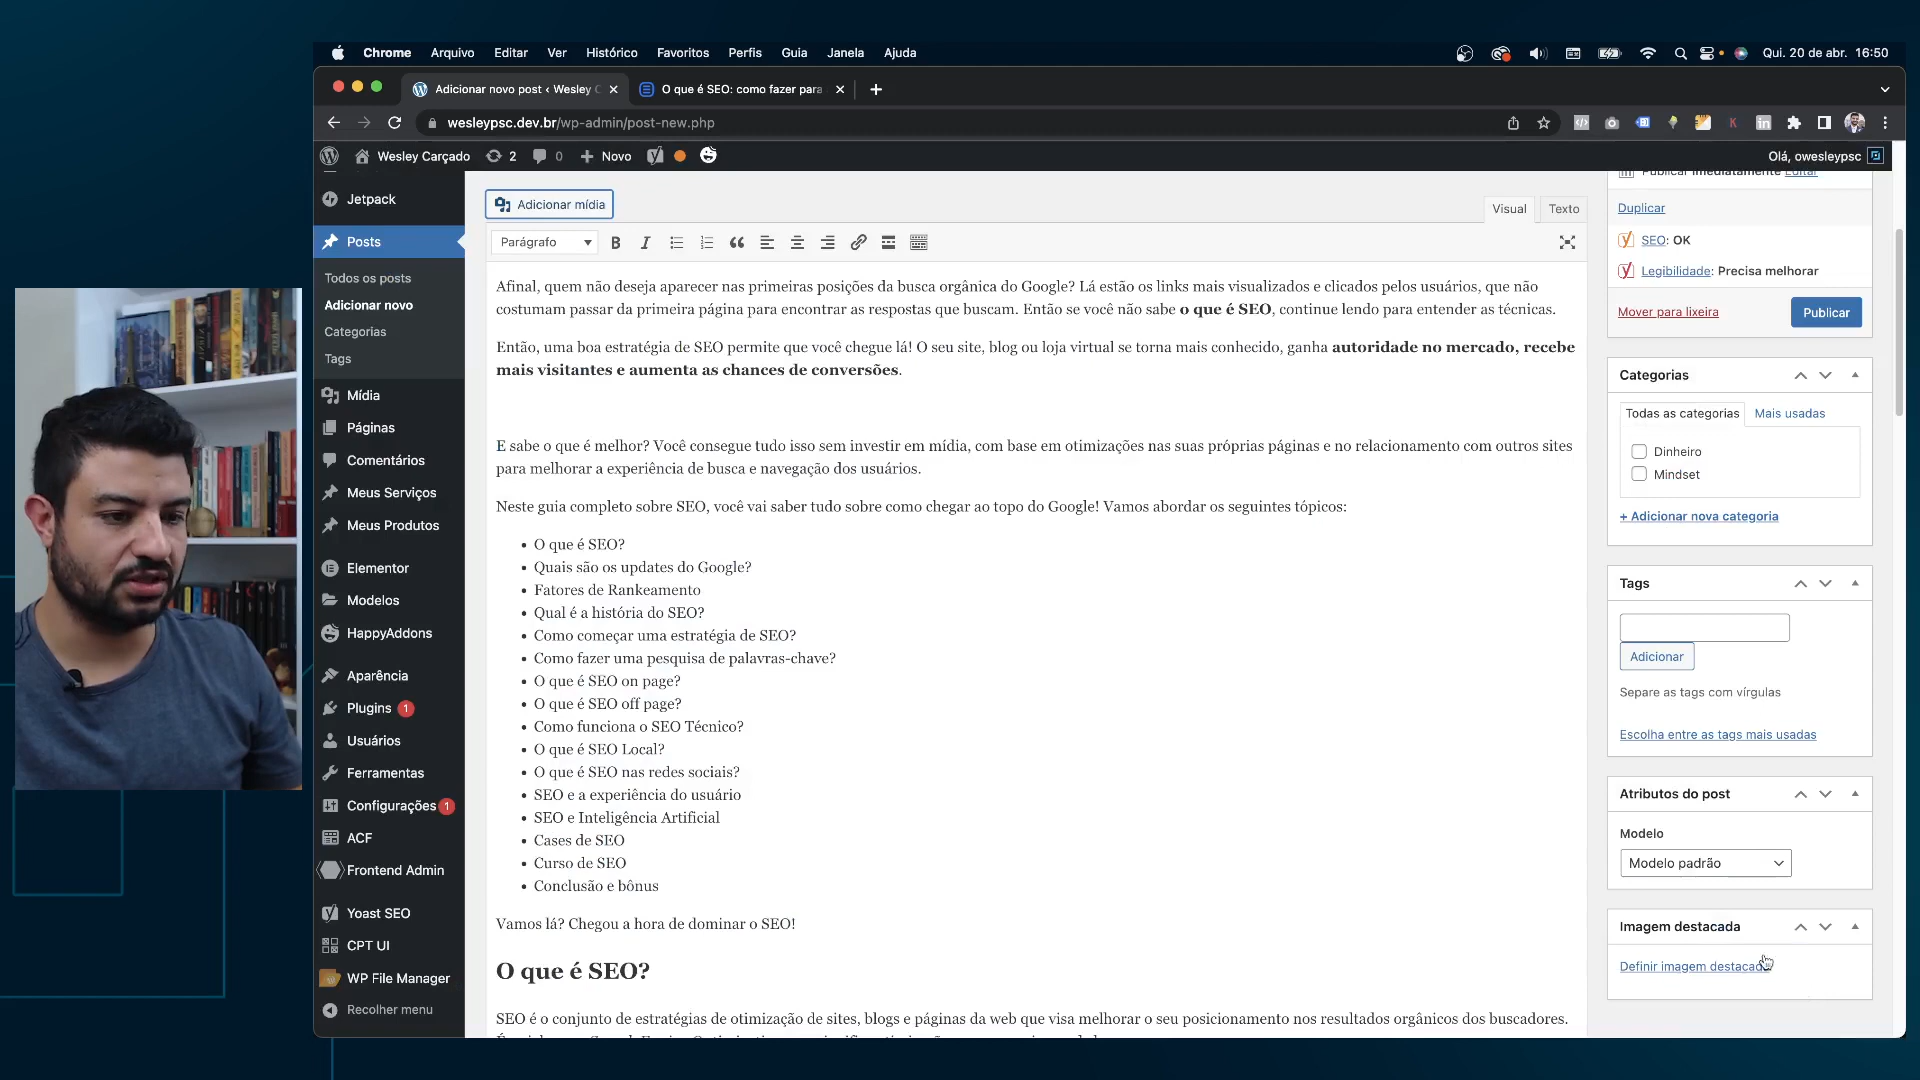 Chrome Arquivo Editar Ver Histórico Favoritos Perfis Guia Janela Ajuda
Qui. 20 de abr. 16:50
Adicionar novo post ‹ Wesley C
O que é SEO: como fazer para
wesleypsc.dev.br/wp-admin/post-new.php
Wesley Carçado 2 0 Novo
Olá, owesleypsc
Jetpack
Posts
Todos os posts
Adicionar novo
Categorias
Tags
Mídia
Páginas
Comentários
Meus Serviços
Meus Produtos
Elementor
Modelos
HappyAddons
Aparência
Plugins 1
Usuários
Ferramentas
Configurações 1
ACF
Frontend Admin
Yoast SEO
CPT UI
WP File Manager
Recolher menu
Adicionar mídia
Visual Texto
Parágrafo
Afinal, quem não deseja aparecer nas primeiras posições da busca orgânica do Google? Lá estão os links mais visualizados e clicados pelos usuários, que não
costumam passar da primeira página para encontrar as respostas que buscam. Então se você não sabe o que é SEO, continue lendo para entender as técnicas.
Então, uma boa estratégia de SEO permite que você chegue lá! O seu site, blog ou loja virtual se torna mais conhecido, ganha autoridade no mercado, recebe
mais visitantes e aumenta as chances de conversões.
E sabe o que é melhor? Você consegue tudo isso sem investir em mídia, com base em otimizações nas suas próprias páginas e no relacionamento com outros sites
para melhorar a experiência de busca e navegação dos usuários.
Neste guia completo sobre SEO, você vai saber tudo sobre como chegar ao topo do Google! Vamos abordar os seguintes tópicos:
• O que é SEO?
• Quais são os updates do Google?
• Fatores de Rankeamento
• Qual é a história do SEO?
• Como começar uma estratégia de SEO?
• Como fazer uma pesquisa de palavras-chave?
• O que é SEO on page?
• O que é SEO off page?
• Como funciona o SEO Técnico?
• O que é SEO Local?
• O que é SEO nas redes sociais?
• SEO e a experiência do usuário
• SEO e Inteligência Artificial
• Cases de SEO
• Curso de SEO
• Conclusão e bônus
Vamos lá? Chegou a hora de dominar o SEO!
O que é SEO?
SEO é o conjunto de estratégias de otimização de sites, blogs e páginas da web que visa melhorar o seu posicionamento nos resultados orgânicos dos buscadores.
Publicar imediatamente Editar
Duplicar
SEO: OK
Legibilidade: Precisa melhorar
Mover para lixeira
Publicar
Categorias
Todas as categorias Mais usadas
Dinheiro
Mindset
+ Adicionar nova categoria
Tags
Adicionar
Separe as tags com vírgulas
Escolha entre as tags mais usadas
Atributos do post
Modelo
Modelo padrão
Imagem destacada
Definir imagem destacada